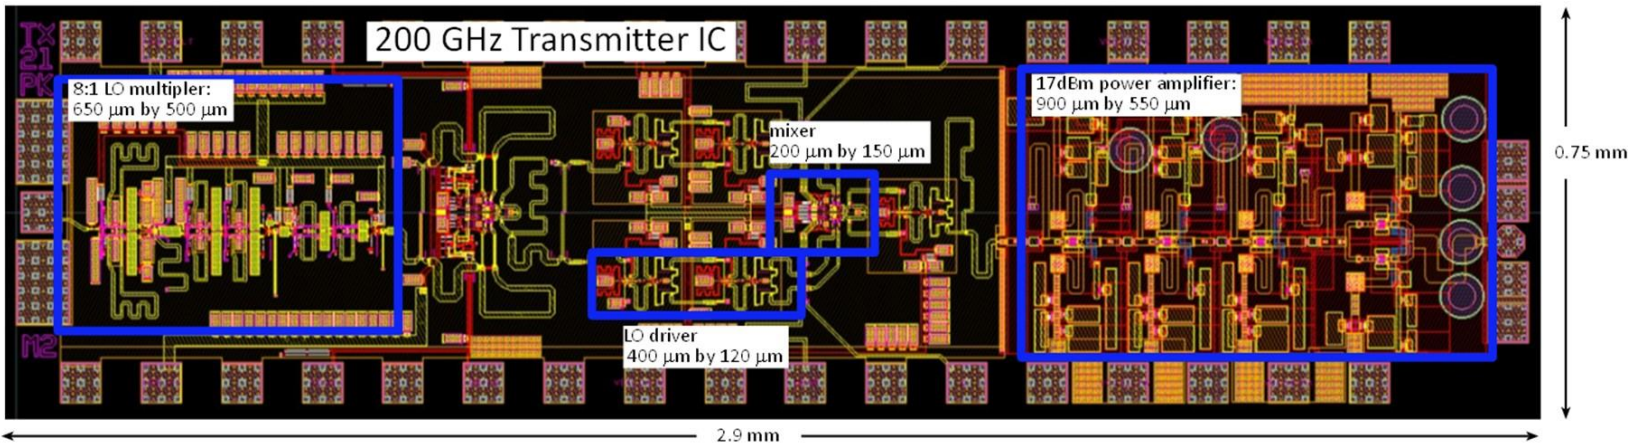 TX
21
PK
200 GHz Transmitter IC
8:1 LO multipler:
650 μm by 500 μm
17dBm power amplifier:
900 μm by 550 μm
mixer
200 μm by 150 μm
0.75 mm
LO driver
400 μm by 120 μm
M2
2.9 mm